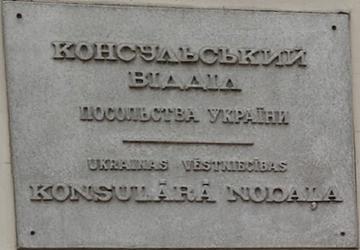 КОНСУЛЬСЬКИЙ
ВІДДІЛ
ПОСОЛЬСТВА УКРАЇНИ
UKRAINAS VĒSTNIECĪBAS
KONSULĀRĀ NODAĻA